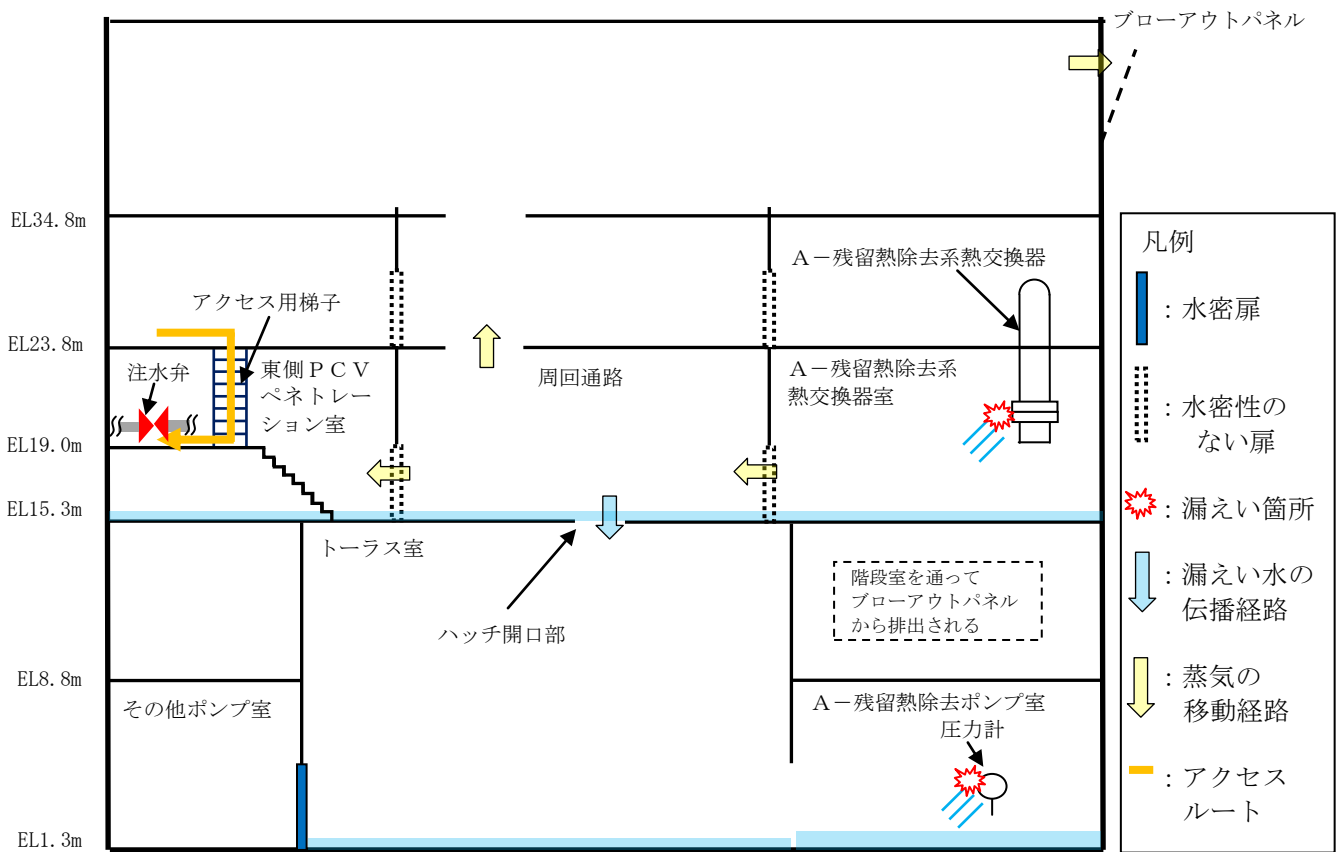 ブローアウトパネル
EL34.8m
A－残留熱除去系熱交換器
アクセス用梯子
EL23.8m
注水弁
東側PCV
ペネトレー
ション室
周回通路
A－残留熱除去系
熱交換器室
EL19.0m
EL15.3m
トーラス室
ハッチ開口部
階段室を通って
ブローアウトパネル
から排出される
EL8.8m
その他ポンプ室
A－残留熱除去ポンプ室
圧力計
EL1.3m
凡例
：水密扉
：水密性の
ない扉
：漏えい箇所
：漏えい水の
伝播経路
：蒸気の
移動経路
：アクセス
ルート